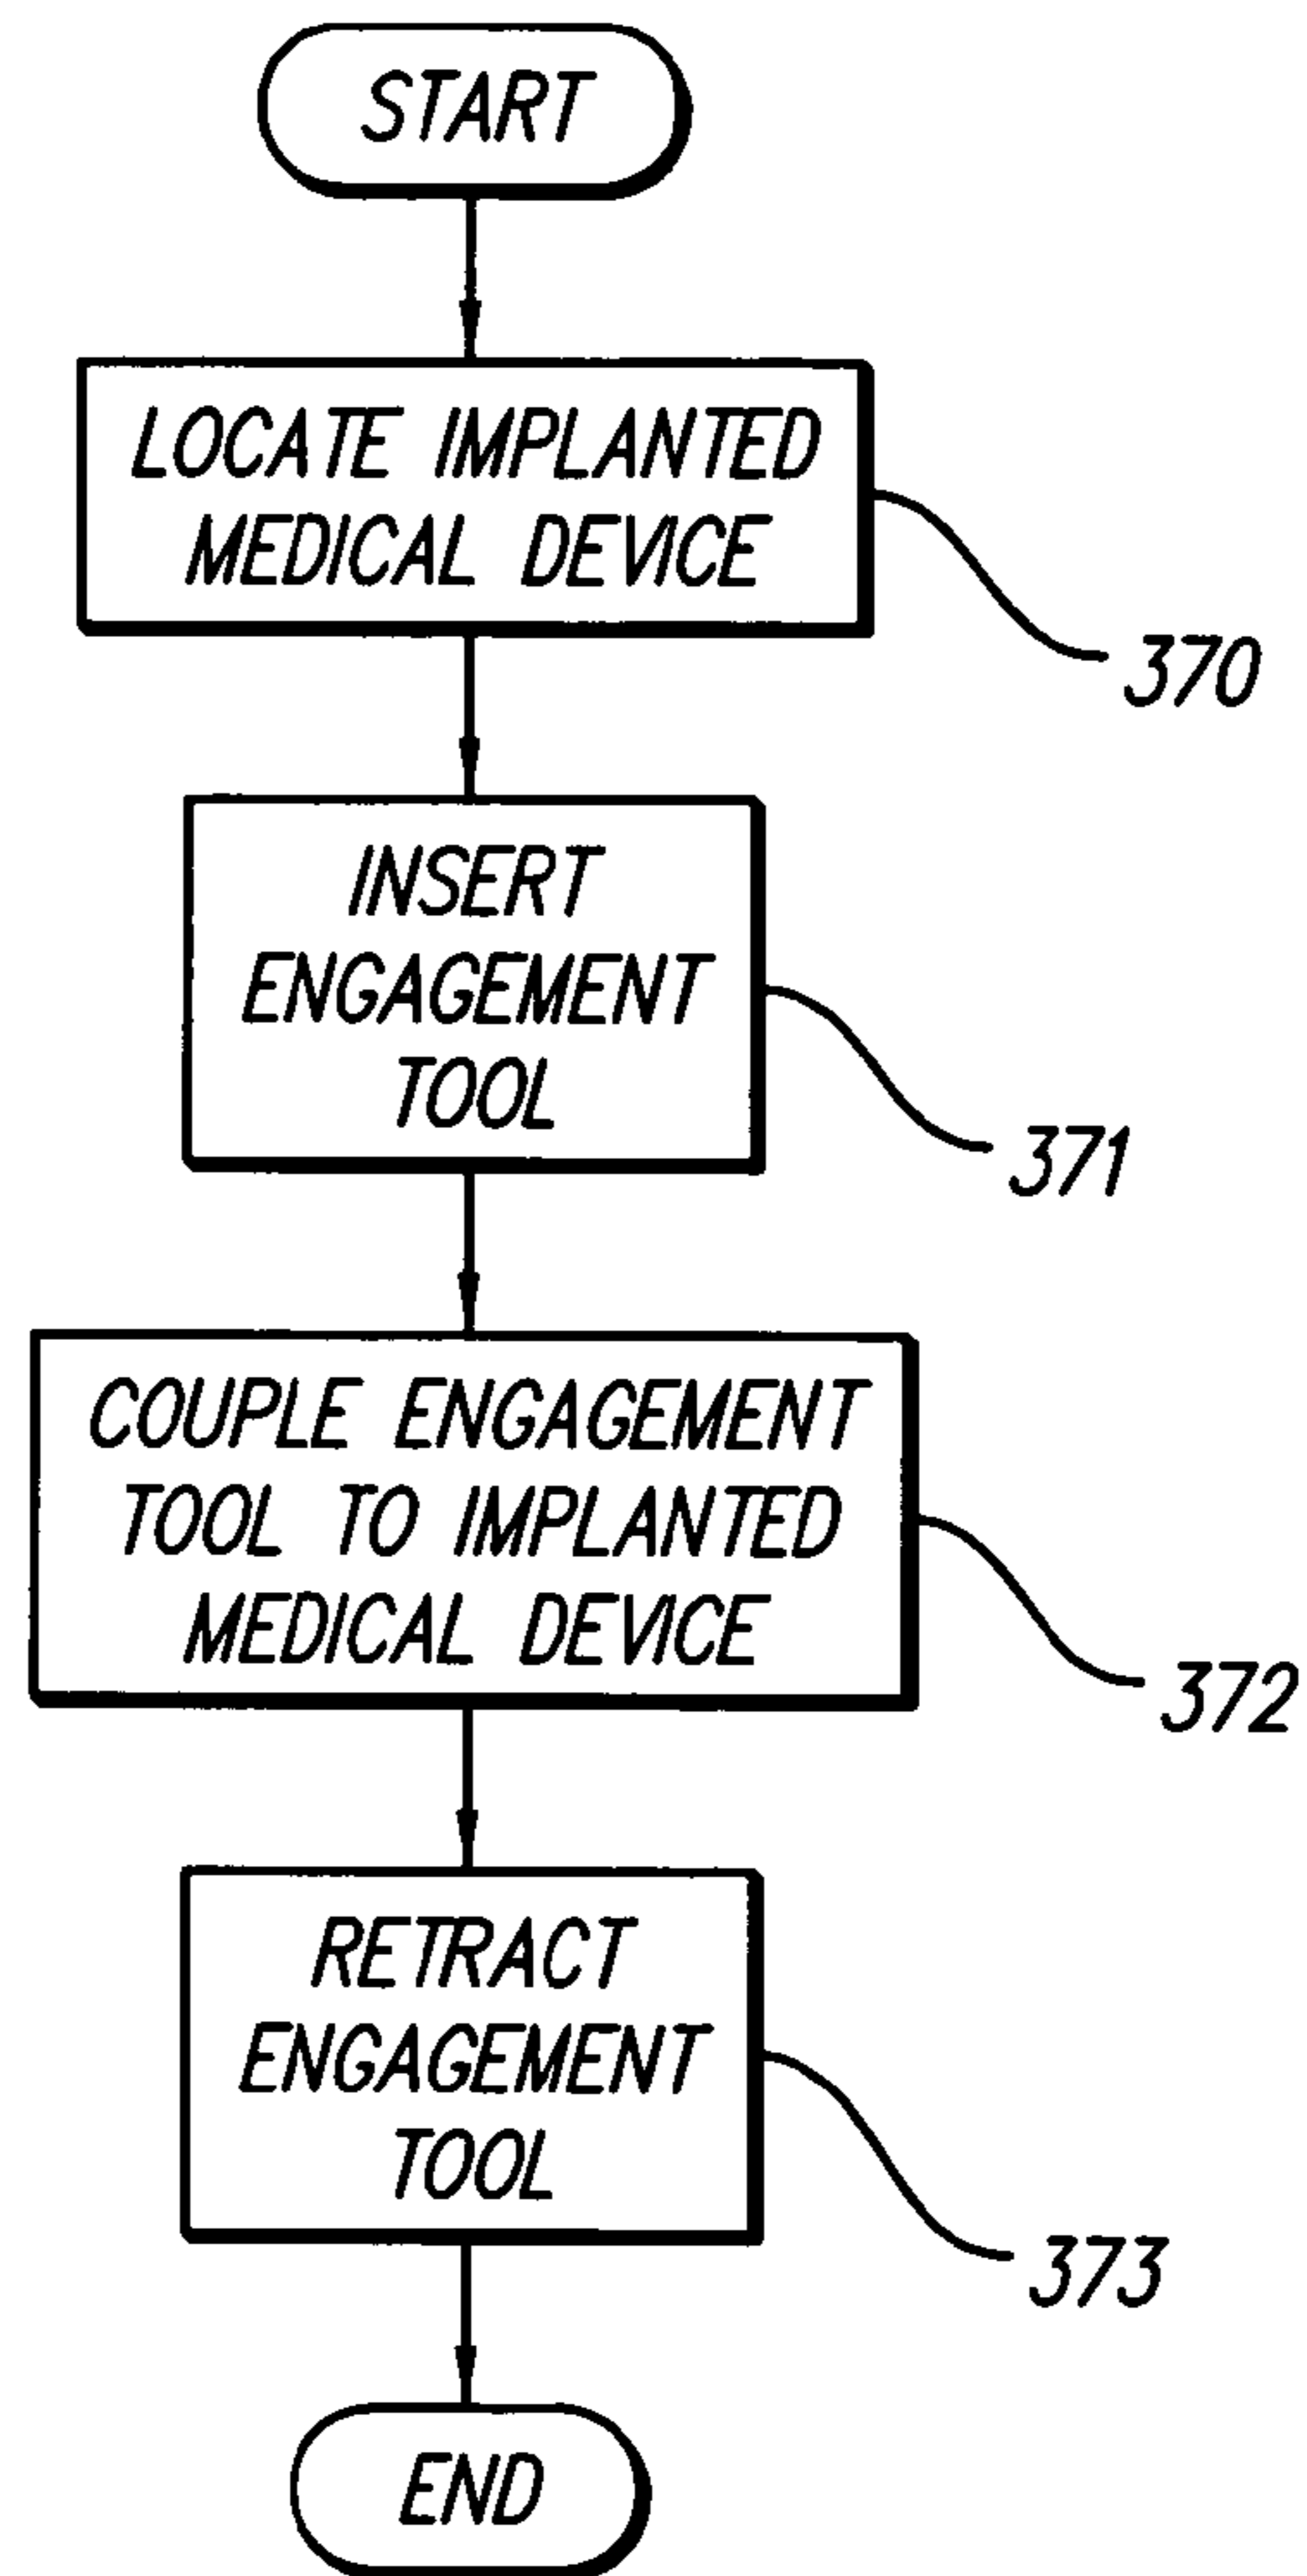 START
LOCATE IMPLANTED
MEDICAL DEVICE
370
INSERT
ENGAGEMENT
TOOL
371
COUPLE ENGAGEMENT
TOOL TO IMPLANTED
MEDICAL DEVICE
372
RETRACT
ENGAGEMENT
TOOL
373
END